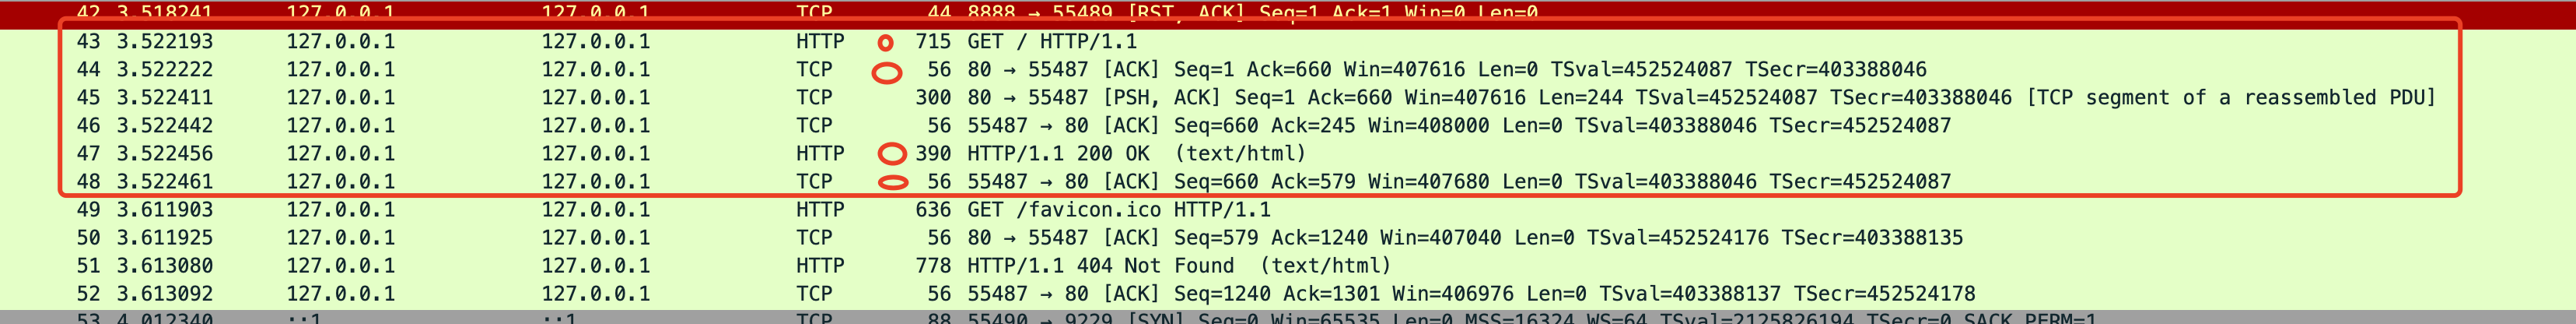 42 3.518241 127.0.0.1 127.0.0.1 TCP 44 8888 → 55489 [RST, ACK] Seq=1 Ack=1 Win=0 Len=0
43 3.522193 127.0.0.1 127.0.0.1 HTTP 715 GET / HTTP/1.1
44 3.522222 127.0.0.1 127.0.0.1 TCP 56 80 → 55487 [ACK] Seq=1 Ack=660 Win=407616 Len=0 TSval=452524087 TSecr=403388046
45 3.522411 127.0.0.1 127.0.0.1 TCP 300 80 → 55487 [PSH, ACK] Seq=1 Ack=660 Win=407616 Len=244 TSval=452524087 TSecr=403388046 [TCP segment of a reassembled PDU]
46 3.522442 127.0.0.1 127.0.0.1 TCP 56 55487 → 80 [ACK] Seq=660 Ack=245 Win=408000 Len=0 TSval=403388046 TSecr=452524087
47 3.522456 127.0.0.1 127.0.0.1 HTTP 390 HTTP/1.1 200 OK (text/html)
48 3.522461 127.0.0.1 127.0.0.1 TCP 56 55487 → 80 [ACK] Seq=660 Ack=579 Win=407680 Len=0 TSval=403388046 TSecr=452524087
49 3.611903 127.0.0.1 127.0.0.1 HTTP 636 GET /favicon.ico HTTP/1.1
50 3.611925 127.0.0.1 127.0.0.1 TCP 56 80 → 55487 [ACK] Seq=579 Ack=1240 Win=407040 Len=0 TSval=452524176 TSecr=403388135
51 3.613080 127.0.0.1 127.0.0.1 HTTP 778 HTTP/1.1 404 Not Found (text/html)
52 3.613092 127.0.0.1 127.0.0.1 TCP 56 55487 → 80 [ACK] Seq=1240 Ack=1301 Win=406976 Len=0 TSval=403388137 TSecr=452524178
53 4.012340 ::1 ::1 TCP 88 55490 → 9229 [SYN] Seq=0 Win=65535 Len=0 MSS=16324 WS=64 TSval=2125826194 TSecr=0 SACK_PERM=1